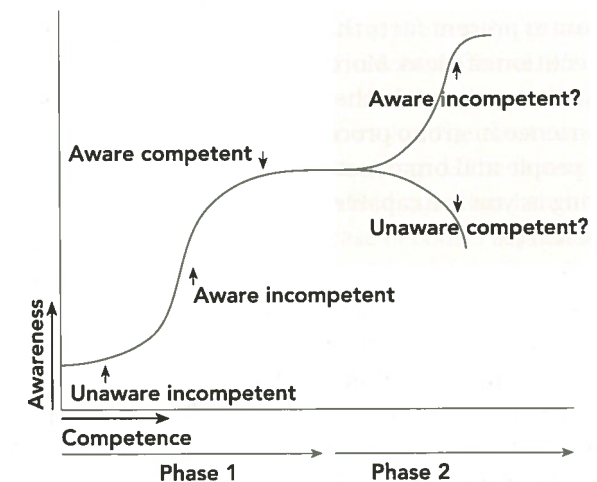 Aware incompetent?
Aware competent
Unaware competent?
Aware incompetent
Unaware incompetent
Awareness
Competence
Phase 1
Phase 2